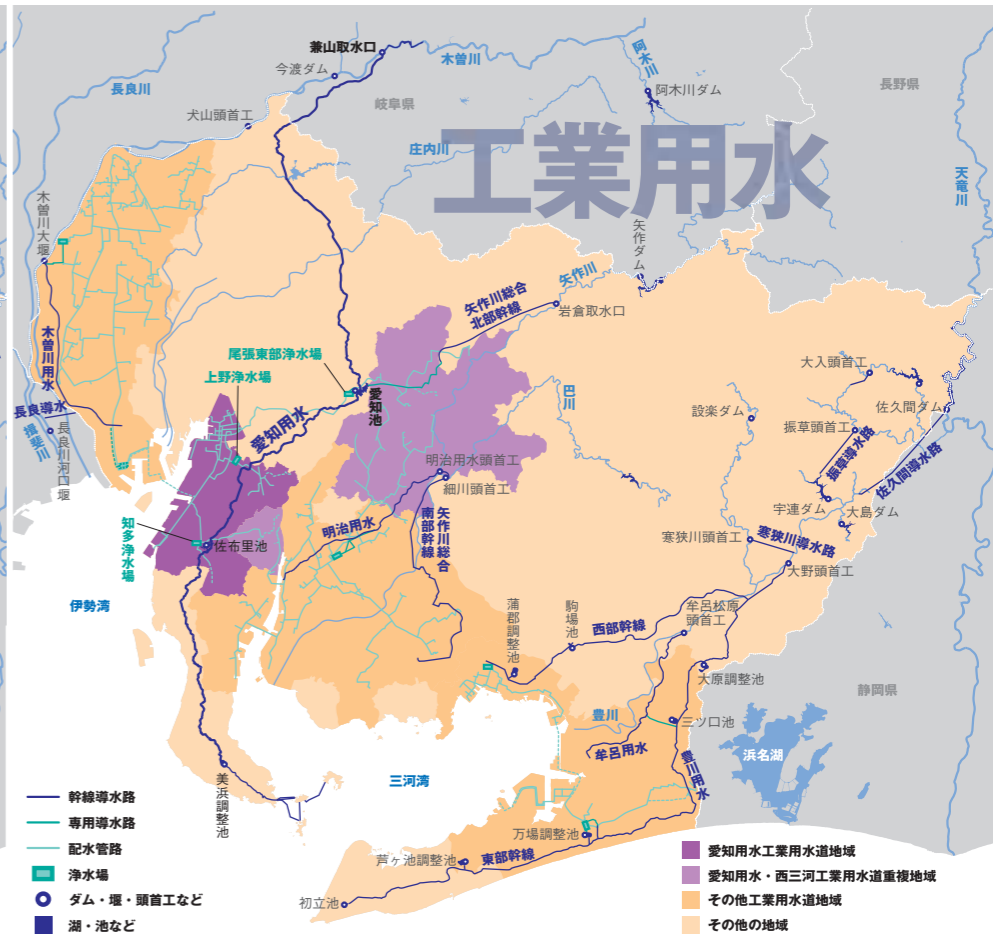 工業用水
兼山取水口
今渡ダム
木曽川
阿木川
阿木川ダム
長野県
長良川
岐阜県
犬山頭首工
庄内川
天竜川
木曽川大堰
矢作ダム
矢作川
矢作川総合
北部幹線
岩倉取水口
木曽川用水
尾張東部浄水場
上野浄水場
愛知池
愛知用水
巴川
設楽ダム
大入頭首工
佐久間ダム
振草頭首工
振草導水路
佐久間導水路
長良導水
揖斐川
長良川河口堰
明治用水頭首工
細川頭首工
宇連ダム
大島ダム
知多浄水場
佐布里池
明治用水
矢作川総合
南部幹線
寒狭川頭首工
寒狭川導水路
大野頭首工
伊勢湾
蒲郡調整池
駒場池
西部幹線
牟呂松原
頭首工
大原調整池
静岡県
豊川
三ツ口池
牟呂用水
豊川用水
浜名湖
三河湾
美浜調整池
万場調整池
芦ヶ池調整池
東部幹線
初立池
幹線導水路
専用導水路
配水管路
浄水場
ダム・堰・頭首工など
湖・池など
愛知用水工業用水道地域
愛知用水・西三河工業用水道重複地域
その他工業用水道地域
その他の地域